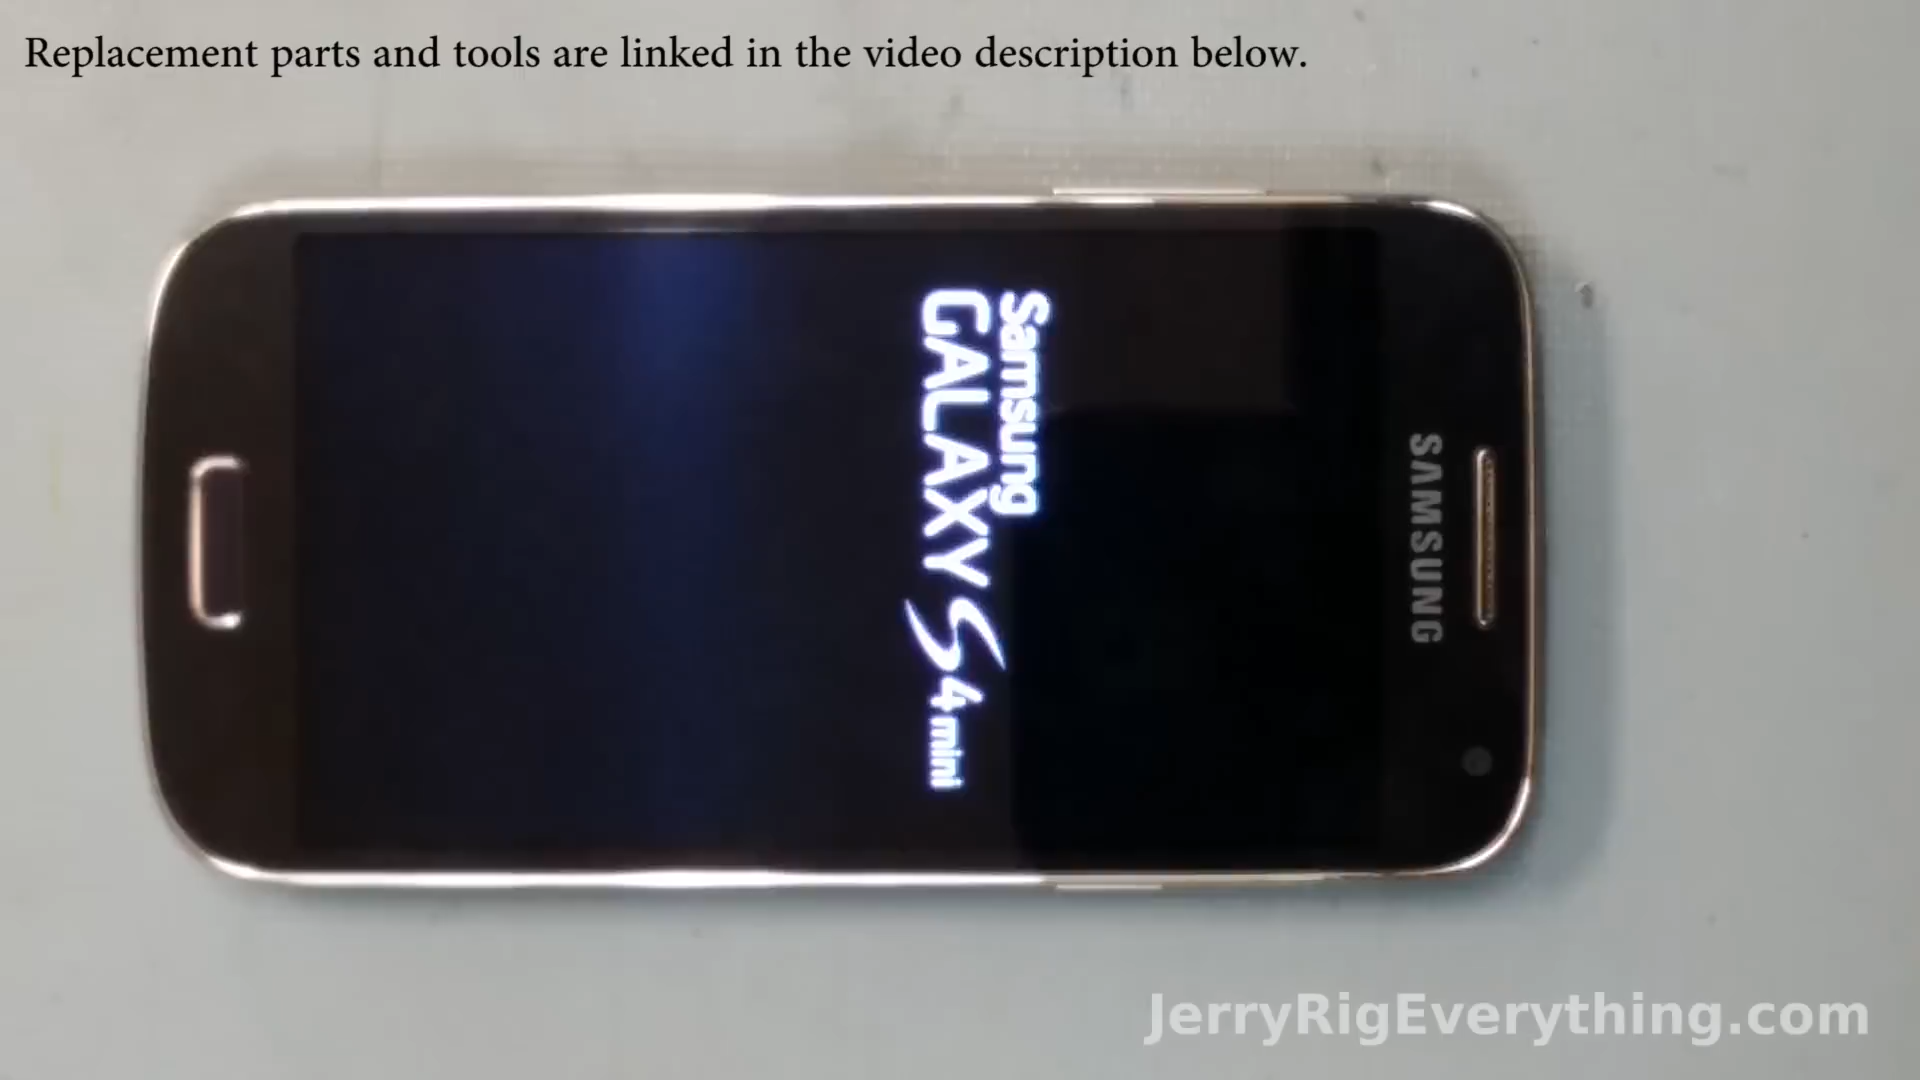 Replacement parts and tools are linked in the video description below.
Samsung
GALAXY S4 mini
SAMSUNG
JerryRigEverything.com